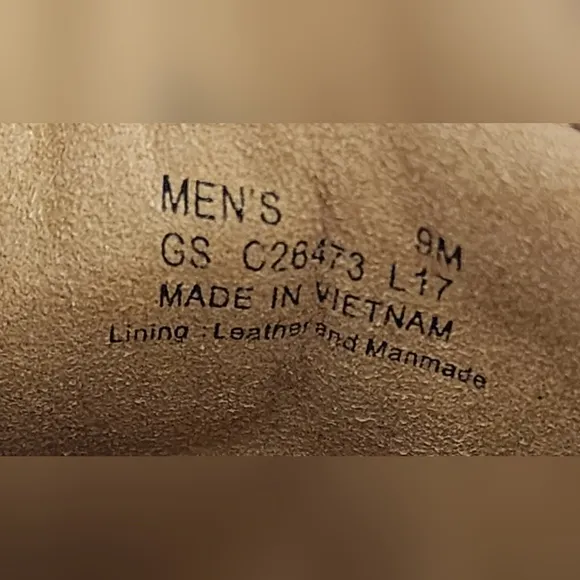 MEN'S 9M
GS C26473 L17
MADE IN VIETNAM
Lining : Leather and Manmade